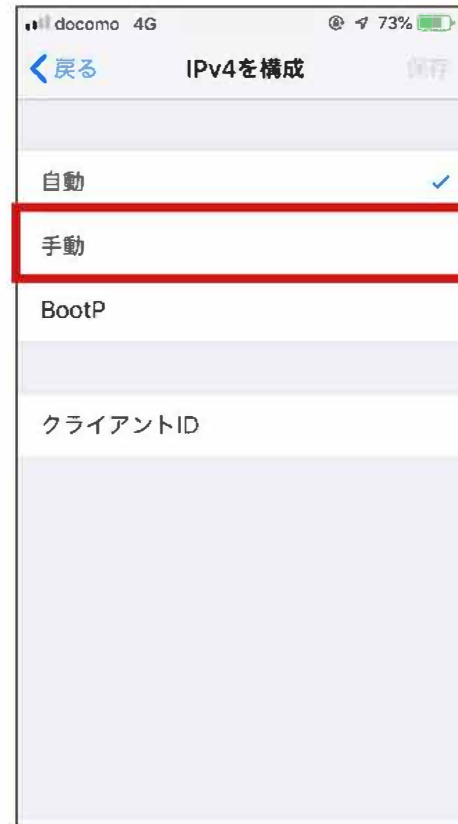 docomo 4G 73%
戻る IPv4を構成 保存
自動
手動
BootP
クライアントID